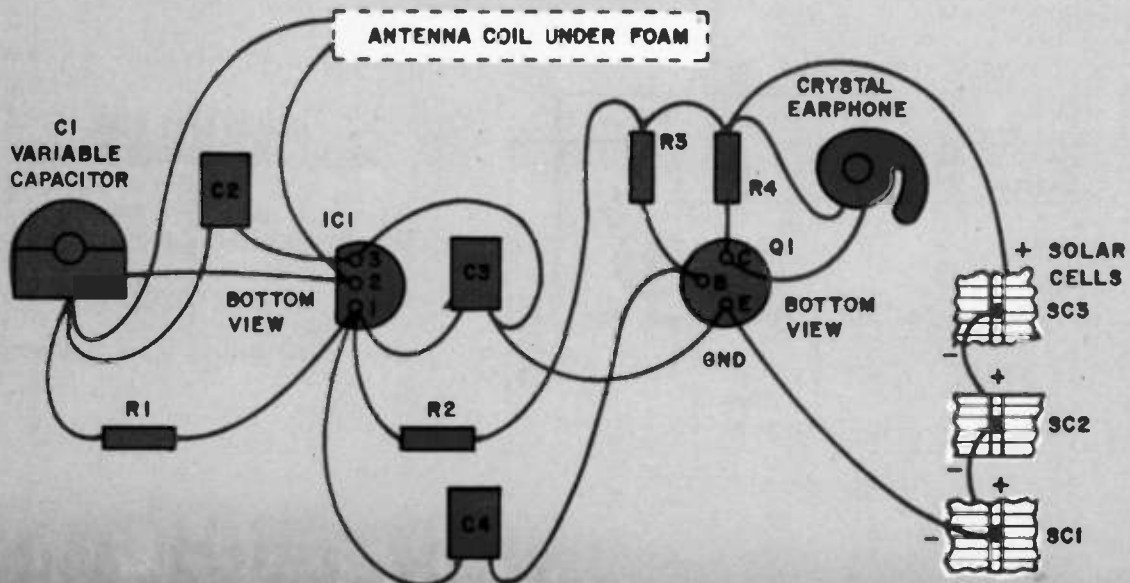 ANTENNA COIL UNDER FOAM
C1
VARIABLE
CAPACITOR
C2
IC1
3
2
1
BOTTOM
VIEW
C3
R1
R2
C4
R3
R4
CRYSTAL
EARPHONE
Q1
C
B
E
BOTTOM
VIEW
GND
+ SOLAR
CELLS
SC3
-
+
SC2
-
+
SC1
-